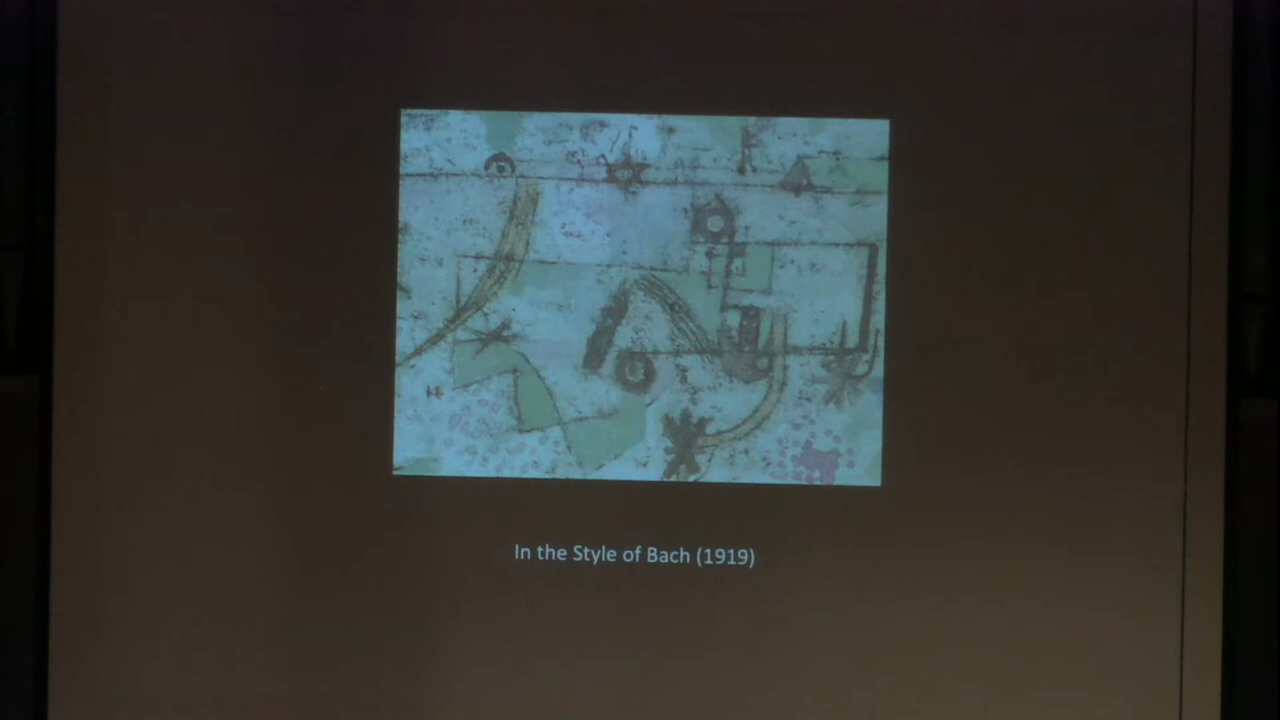 In the Style of Bach (1919)